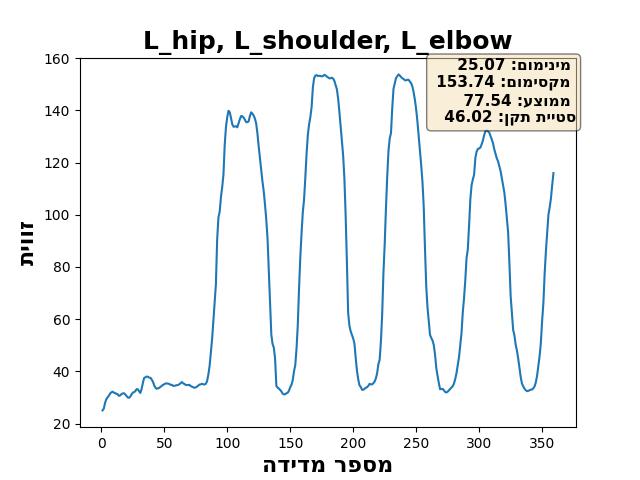 L_hip, L_shoulder, L_elbow
מינימום: 25.07
מקסימום: 153.74
ממוצע: 77.54
סטיית תקן: 46.02
זווית
160
140
120
100
80
60
40
20
0 50 100 150 200 250 300 350
מספר מדידה